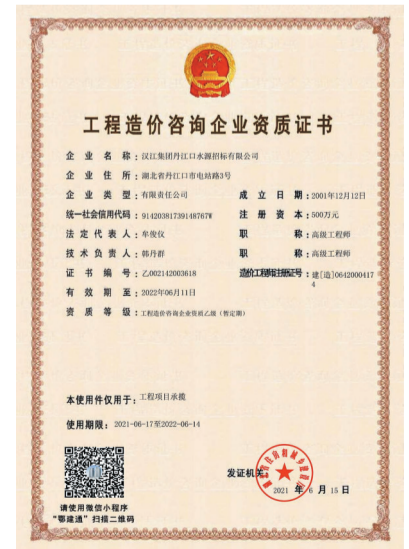 工程造价咨询企业资质证书
企业名称：汉江集团丹江口水源招标有限公司
企业住所：湖北省丹江口市电站路3号
企业类型：有限责任公司 成立日期：2001年12月12日
统一社会信用代码：91420381739148767W 注册资本：500万元
法定代表人：牟俊仪 职称：高级工程师
技术负责人：韩丹群 职称：高级工程师
证书编号：乙002142003618 造价工程师注册证号：建[造]0642000417
4
有效期至：2022年06月11日
资质等级：工程造价咨询企业资质乙级（暂定期）
本使用件仅用于：工程项目承揽
使用期限：2021-06-17至2022-06-14
发证机关：
2021年6月15日
请使用微信小程序
“鄂建通”扫描二维码